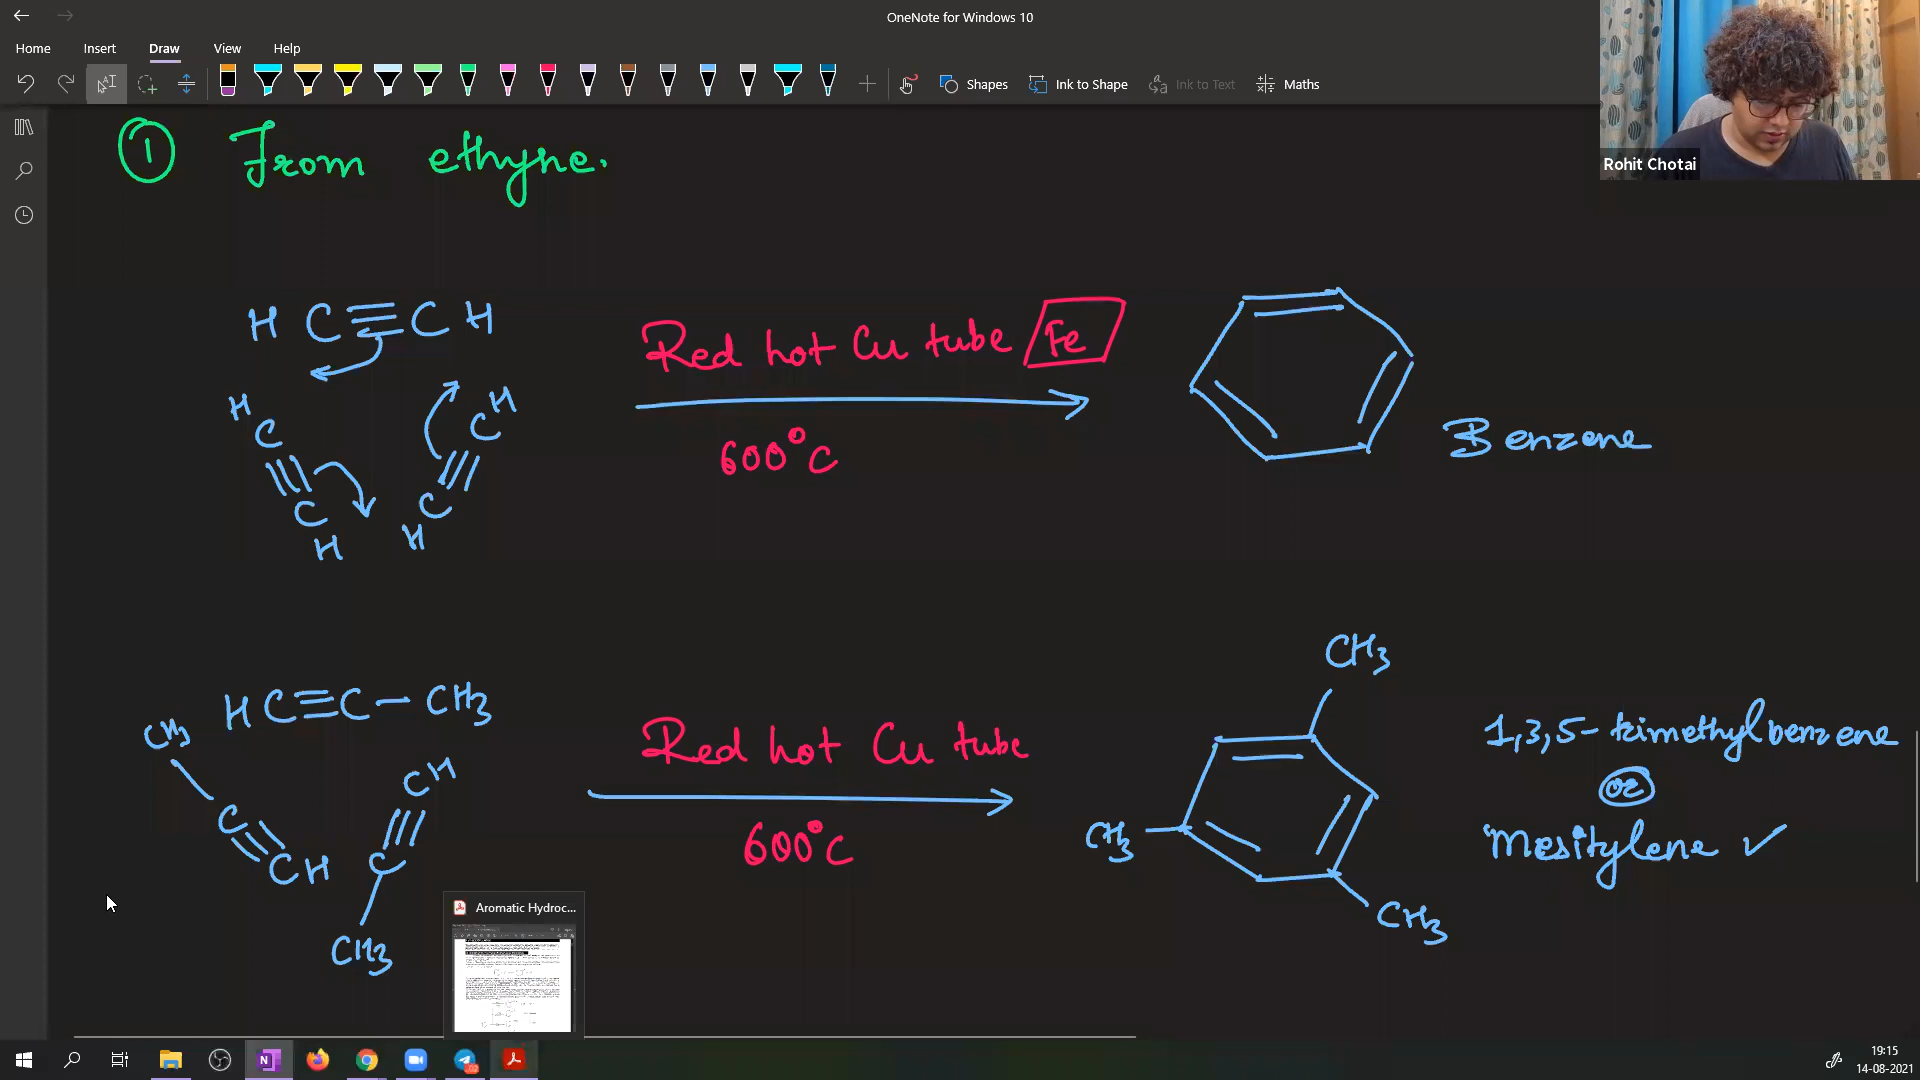 OneNote for Windows 10
Home Insert Draw View Help
Shapes Ink to Shape Ink to Text Maths
Rohit Chotai
① From ethyne.
H C≡C H
H C≡C H
H C≡C H
Red hot Cu tube /Fe
600°C
Benzene
HC≡C-CH3
CH3
C≡CH
CH≡C
CH3
Red hot Cu tube
600°C
CH3
CH3
CH3
1,3,5-trimethylbenzene
or
Mesitylene ✓
Aromatic Hydroc...
19:15
14-08-2021